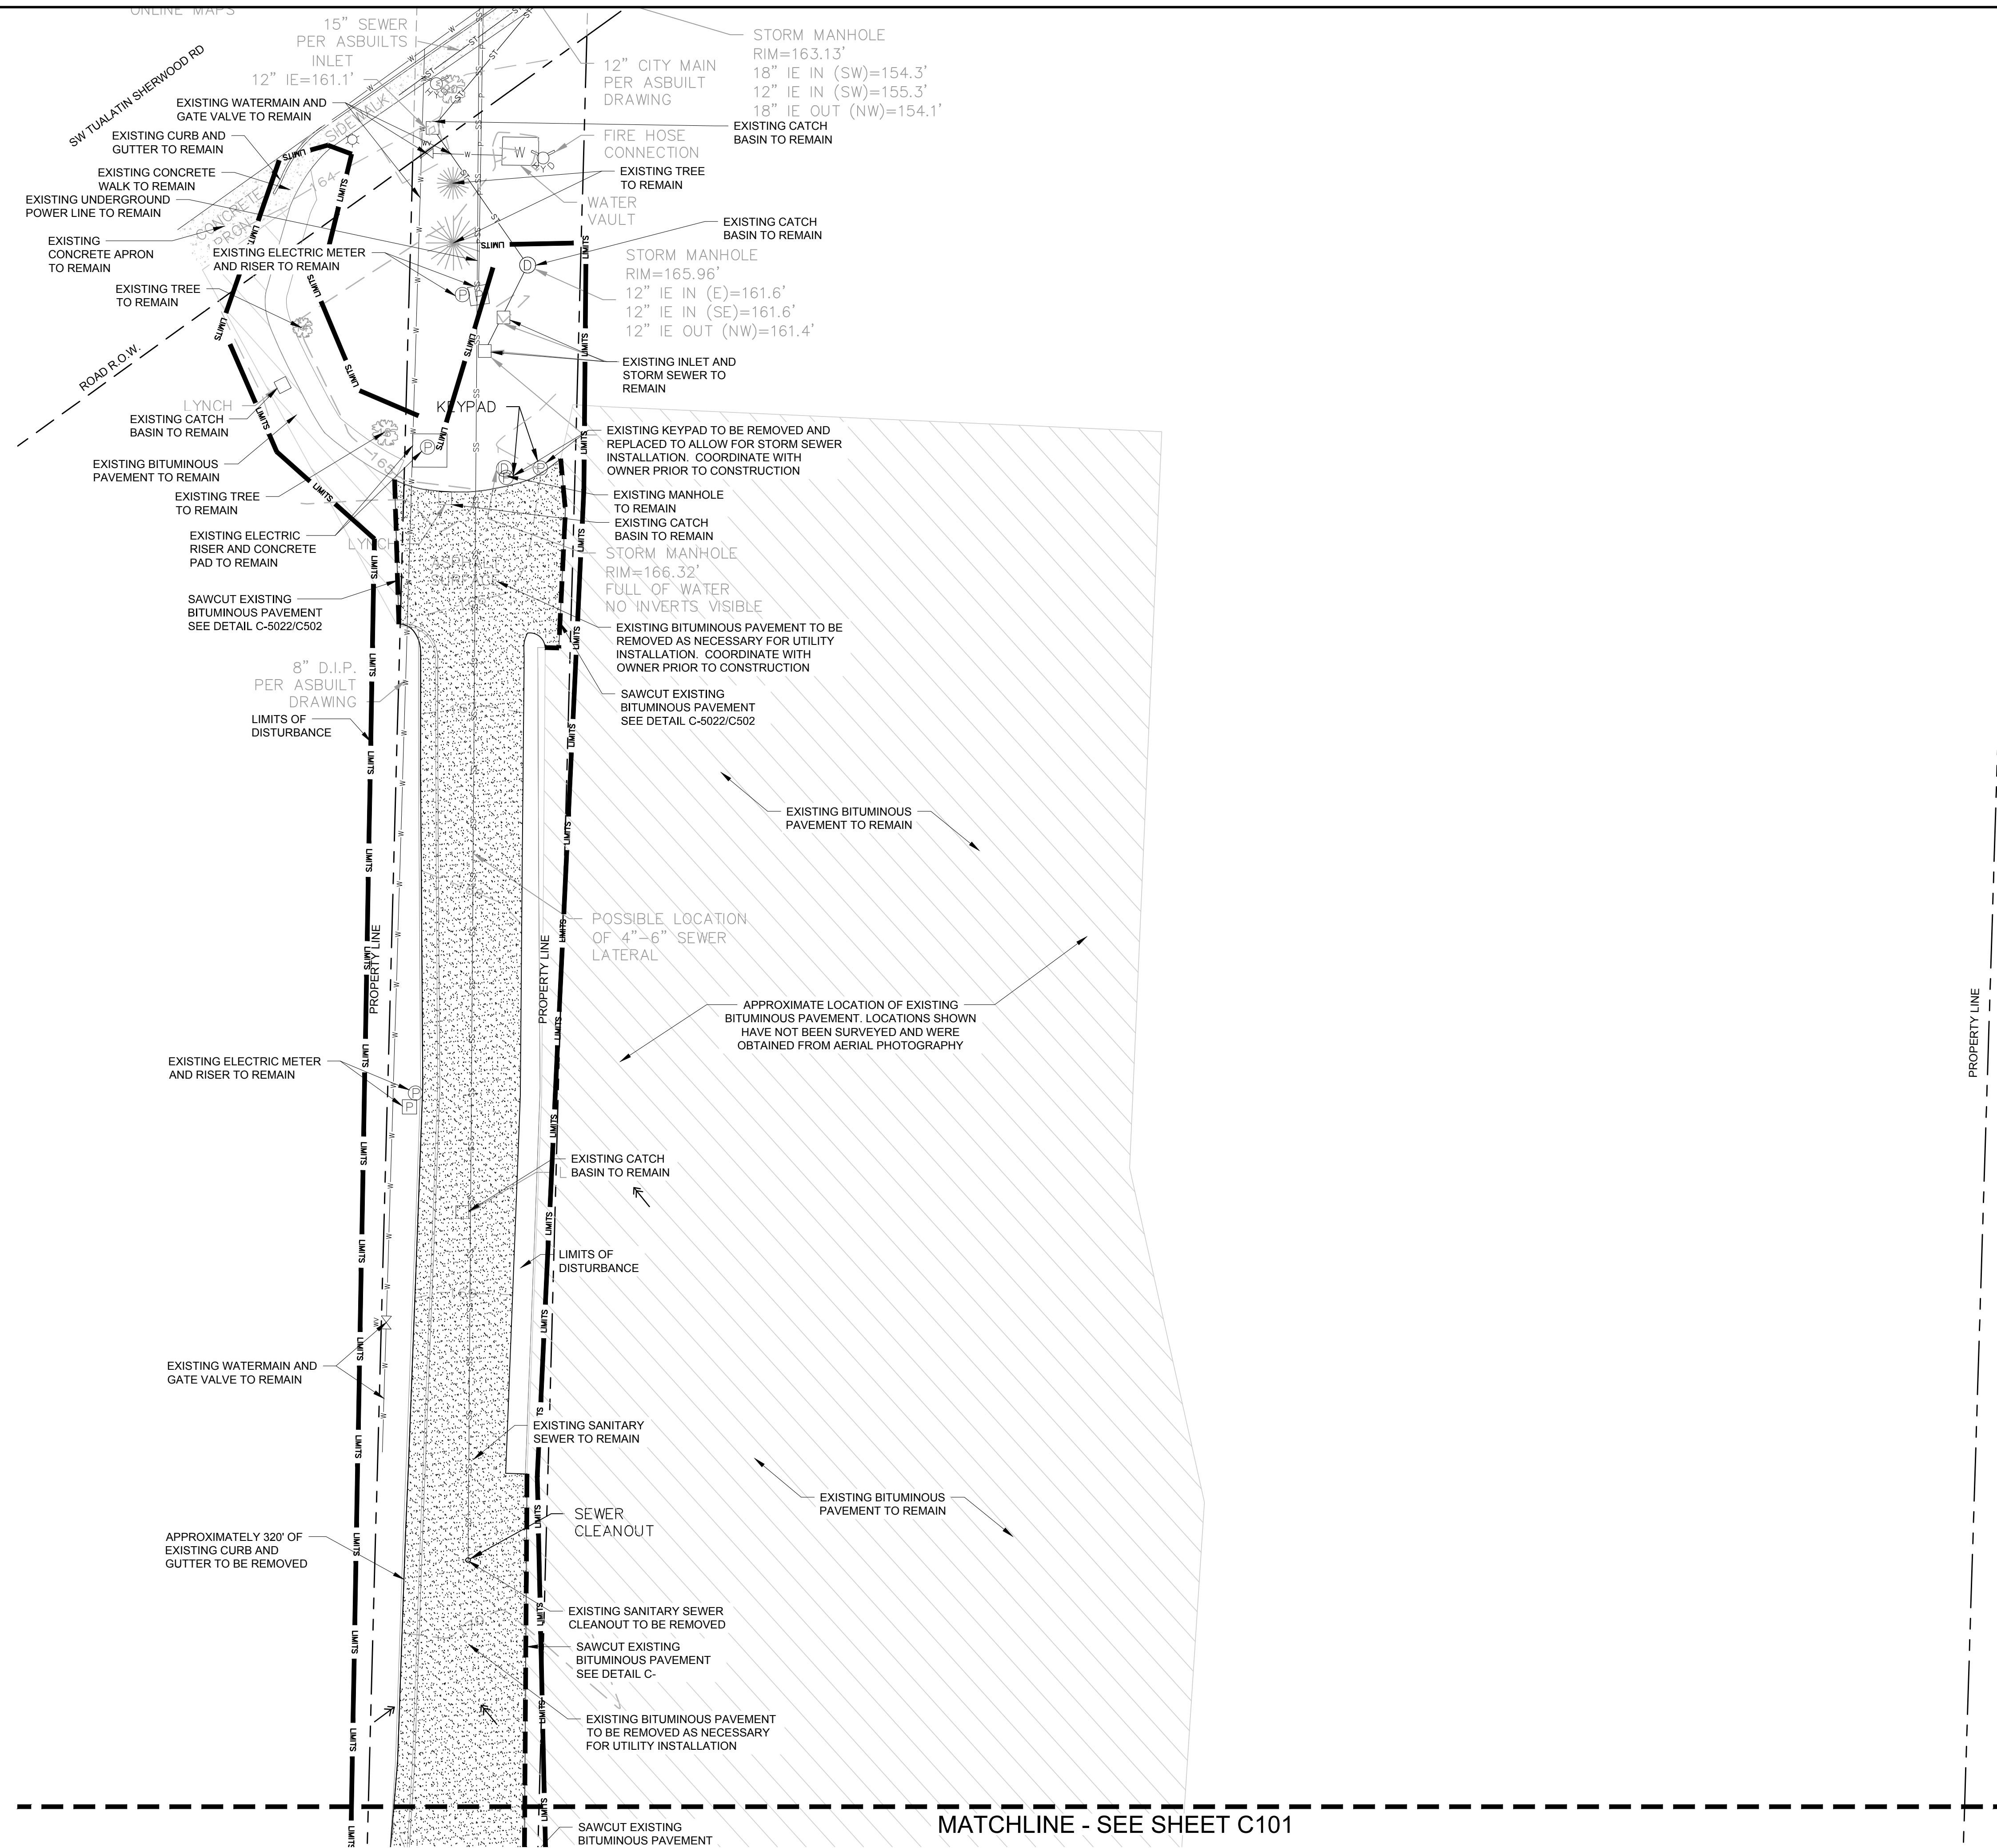 ONLINE MAPS
15" SEWER
PER ASBUILTS
INLET
12" IE=161.1'
SW TUALATIN SHERWOOD RD
EXISTING WATERMAIN AND
GATE VALVE TO REMAIN
EXISTING CURB AND
GUTTER TO REMAIN
SIDEWALK
EXISTING CONCRETE
WALK TO REMAIN
164
EXISTING UNDERGROUND
POWER LINE TO REMAIN
CONCRETE
APRON
EXISTING
CONCRETE APRON
TO REMAIN
EXISTING ELECTRIC METER
AND RISER TO REMAIN
EXISTING TREE
TO REMAIN
ROAD R.O.W.
12" CITY MAIN
PER ASBUILT
DRAWING
STORM MANHOLE
RIM=163.13'
18" IE IN (SW)=154.3'
12" IE IN (SW)=155.3'
18" IE OUT (NW)=154.1'
EXISTING CATCH
BASIN TO REMAIN
FIRE HOSE
CONNECTION
EXISTING TREE
TO REMAIN
WATER
VAULT
EXISTING CATCH
BASIN TO REMAIN
STORM MANHOLE
RIM=165.96'
12" IE IN (E)=161.6'
12" IE IN (SE)=161.6'
12" IE OUT (NW)=161.4'
EXISTING INLET AND
STORM SEWER TO
REMAIN
LYNCH
EXISTING CATCH
BASIN TO REMAIN
KEYPAD
EXISTING KEYPAD TO BE REMOVED AND
REPLACED TO ALLOW FOR STORM SEWER
INSTALLATION. COORDINATE WITH
OWNER PRIOR TO CONSTRUCTION
EXISTING BITUMINOUS
PAVEMENT TO REMAIN
165
EXISTING TREE
TO REMAIN
EXISTING MANHOLE
TO REMAIN
EXISTING CATCH
BASIN TO REMAIN
EXISTING ELECTRIC
RISER AND CONCRETE
PAD TO REMAIN
LYNCH
ASPHALT
SURFACE
STORM MANHOLE
RIM=166.32'
FULL OF WATER
NO INVERTS VISIBLE
SAWCUT EXISTING
BITUMINOUS PAVEMENT
SEE DETAIL C-5022/C502
EXISTING BITUMINOUS PAVEMENT TO BE
REMOVED AS NECESSARY FOR UTILITY
INSTALLATION. COORDINATE WITH
OWNER PRIOR TO CONSTRUCTION
8" D.I.P.
PER ASBUILT
DRAWING
SAWCUT EXISTING
BITUMINOUS PAVEMENT
SEE DETAIL C-5022/C502
LIMITS OF
DISTURBANCE
LIMITS
EXISTING BITUMINOUS
PAVEMENT TO REMAIN
POSSIBLE LOCATION
OF 4"-6" SEWER
LATERAL
PROPERTY LINE
PROPERTY LINE
PROPERTY LINE
APPROXIMATE LOCATION OF EXISTING
BITUMINOUS PAVEMENT. LOCATIONS SHOWN
HAVE NOT BEEN SURVEYED AND WERE
OBTAINED FROM AERIAL PHOTOGRAPHY
EXISTING ELECTRIC METER
AND RISER TO REMAIN
EXISTING CATCH
BASIN TO REMAIN
LIMITS OF
DISTURBANCE
EXISTING WATERMAIN AND
GATE VALVE TO REMAIN
EXISTING SANITARY
SEWER TO REMAIN
EXISTING BITUMINOUS
PAVEMENT TO REMAIN
SEWER
CLEANOUT
APPROXIMATELY 320' OF
EXISTING CURB AND
GUTTER TO BE REMOVED
EXISTING SANITARY SEWER
CLEANOUT TO BE REMOVED
SAWCUT EXISTING
BITUMINOUS PAVEMENT
SEE DETAIL C-
EXISTING BITUMINOUS PAVEMENT
TO BE REMOVED AS NECESSARY
FOR UTILITY INSTALLATION
MATCHLINE - SEE SHEET C101
SAWCUT EXISTING
BITUMINOUS PAVEMENT